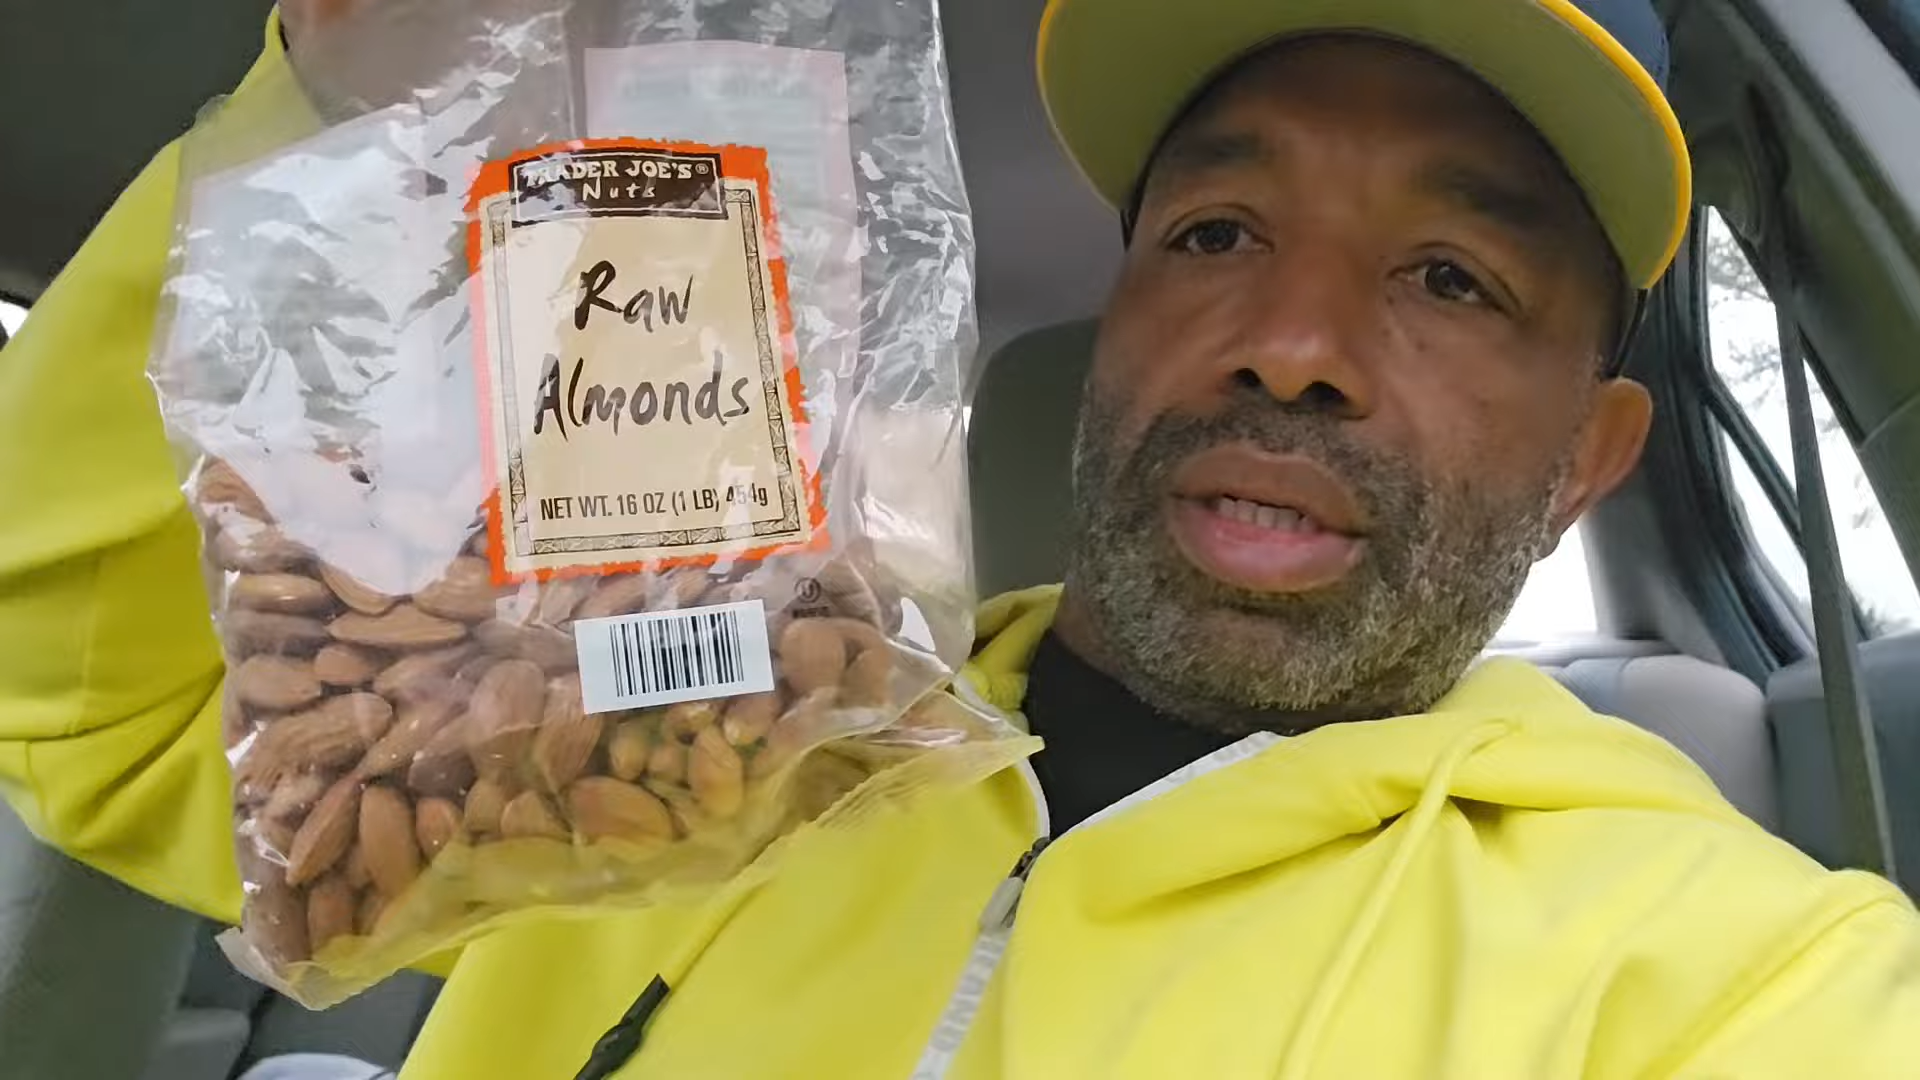 TRADER JOE'S®
Nuts
Raw
Almonds
NET WT. 16 OZ (1 LB) 454g
U